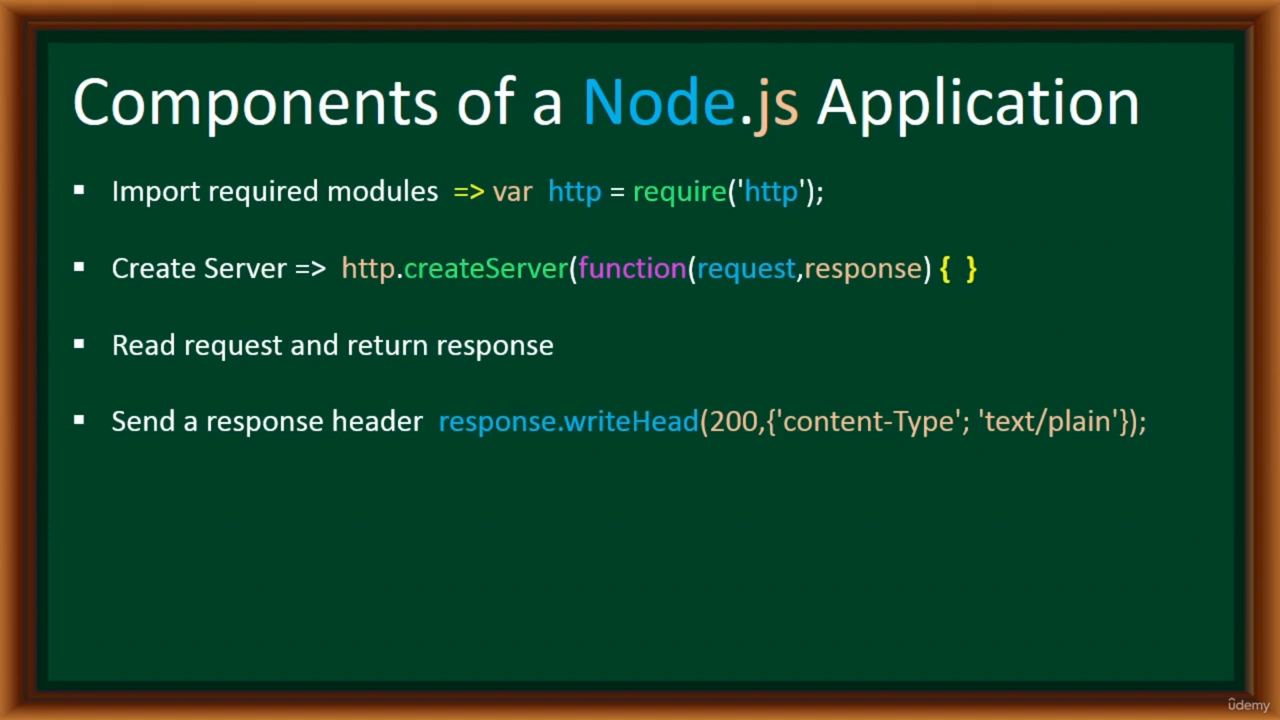 Components of a Node.js Application
▪ Import required modules => var http = require('http');
▪ Create Server => http.createServer(function(request,response) { }
▪ Read request and return response
▪ Send a response header response.writeHead(200,{'content-Type'; 'text/plain'});
ûdemy